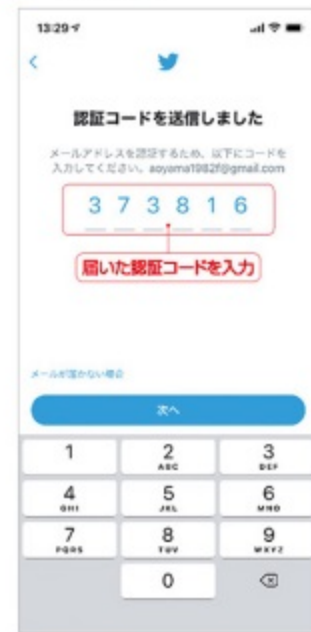 13:29
認証コードを送信しました
メールアドレスを認証するため、以下にコードを
入力してください。aoyama1982f@gmail.com
3 7 3 8 1 6
届いた認証コードを入力
メールが届かない場合
次へ
1 2 3
ABC DEF
4 5 6
GHI JKL MNO
7 8 9
PQRS TUV WXYZ
0